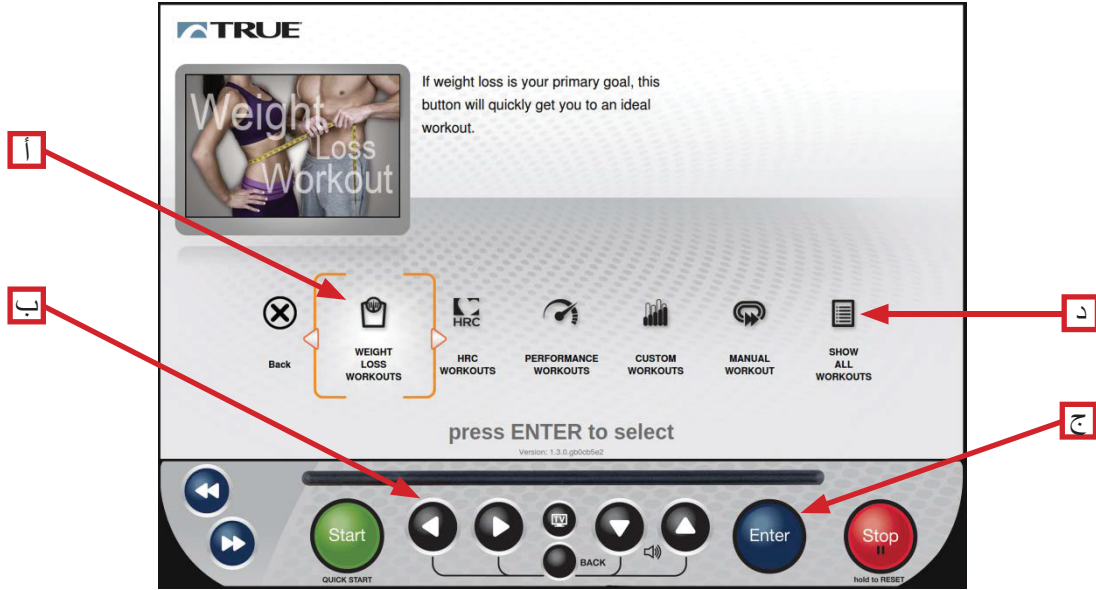 TRUE
Weight
Loss
Workout
If weight loss is your primary goal, this
button will quickly get you to an ideal
workout.
أ
ب
د
ج
HRC
Back
WEIGHT
LOSS
WORKOUTS
HRC
WORKOUTS
PERFORMANCE
WORKOUTS
CUSTOM
WORKOUTS
MANUAL
WORKOUT
SHOW
ALL
WORKOUTS
press ENTER to select
Version: 1.3.0.gb0cb5e2
Start
QUICK START
TV
BACK
Enter
Stop
hold to RESET